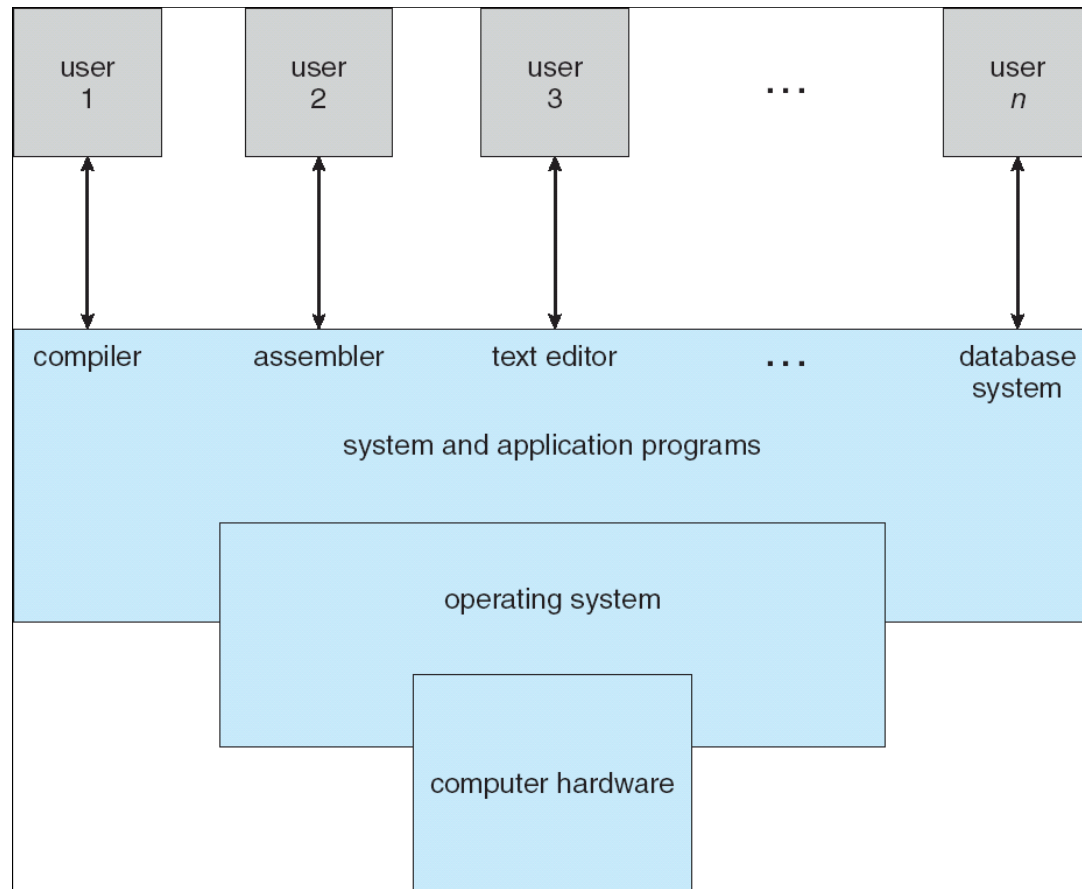 user
1
user
2
user
3
...
user
n
compiler
assembler
text editor
...
database
system
system and application programs
operating system
computer hardware